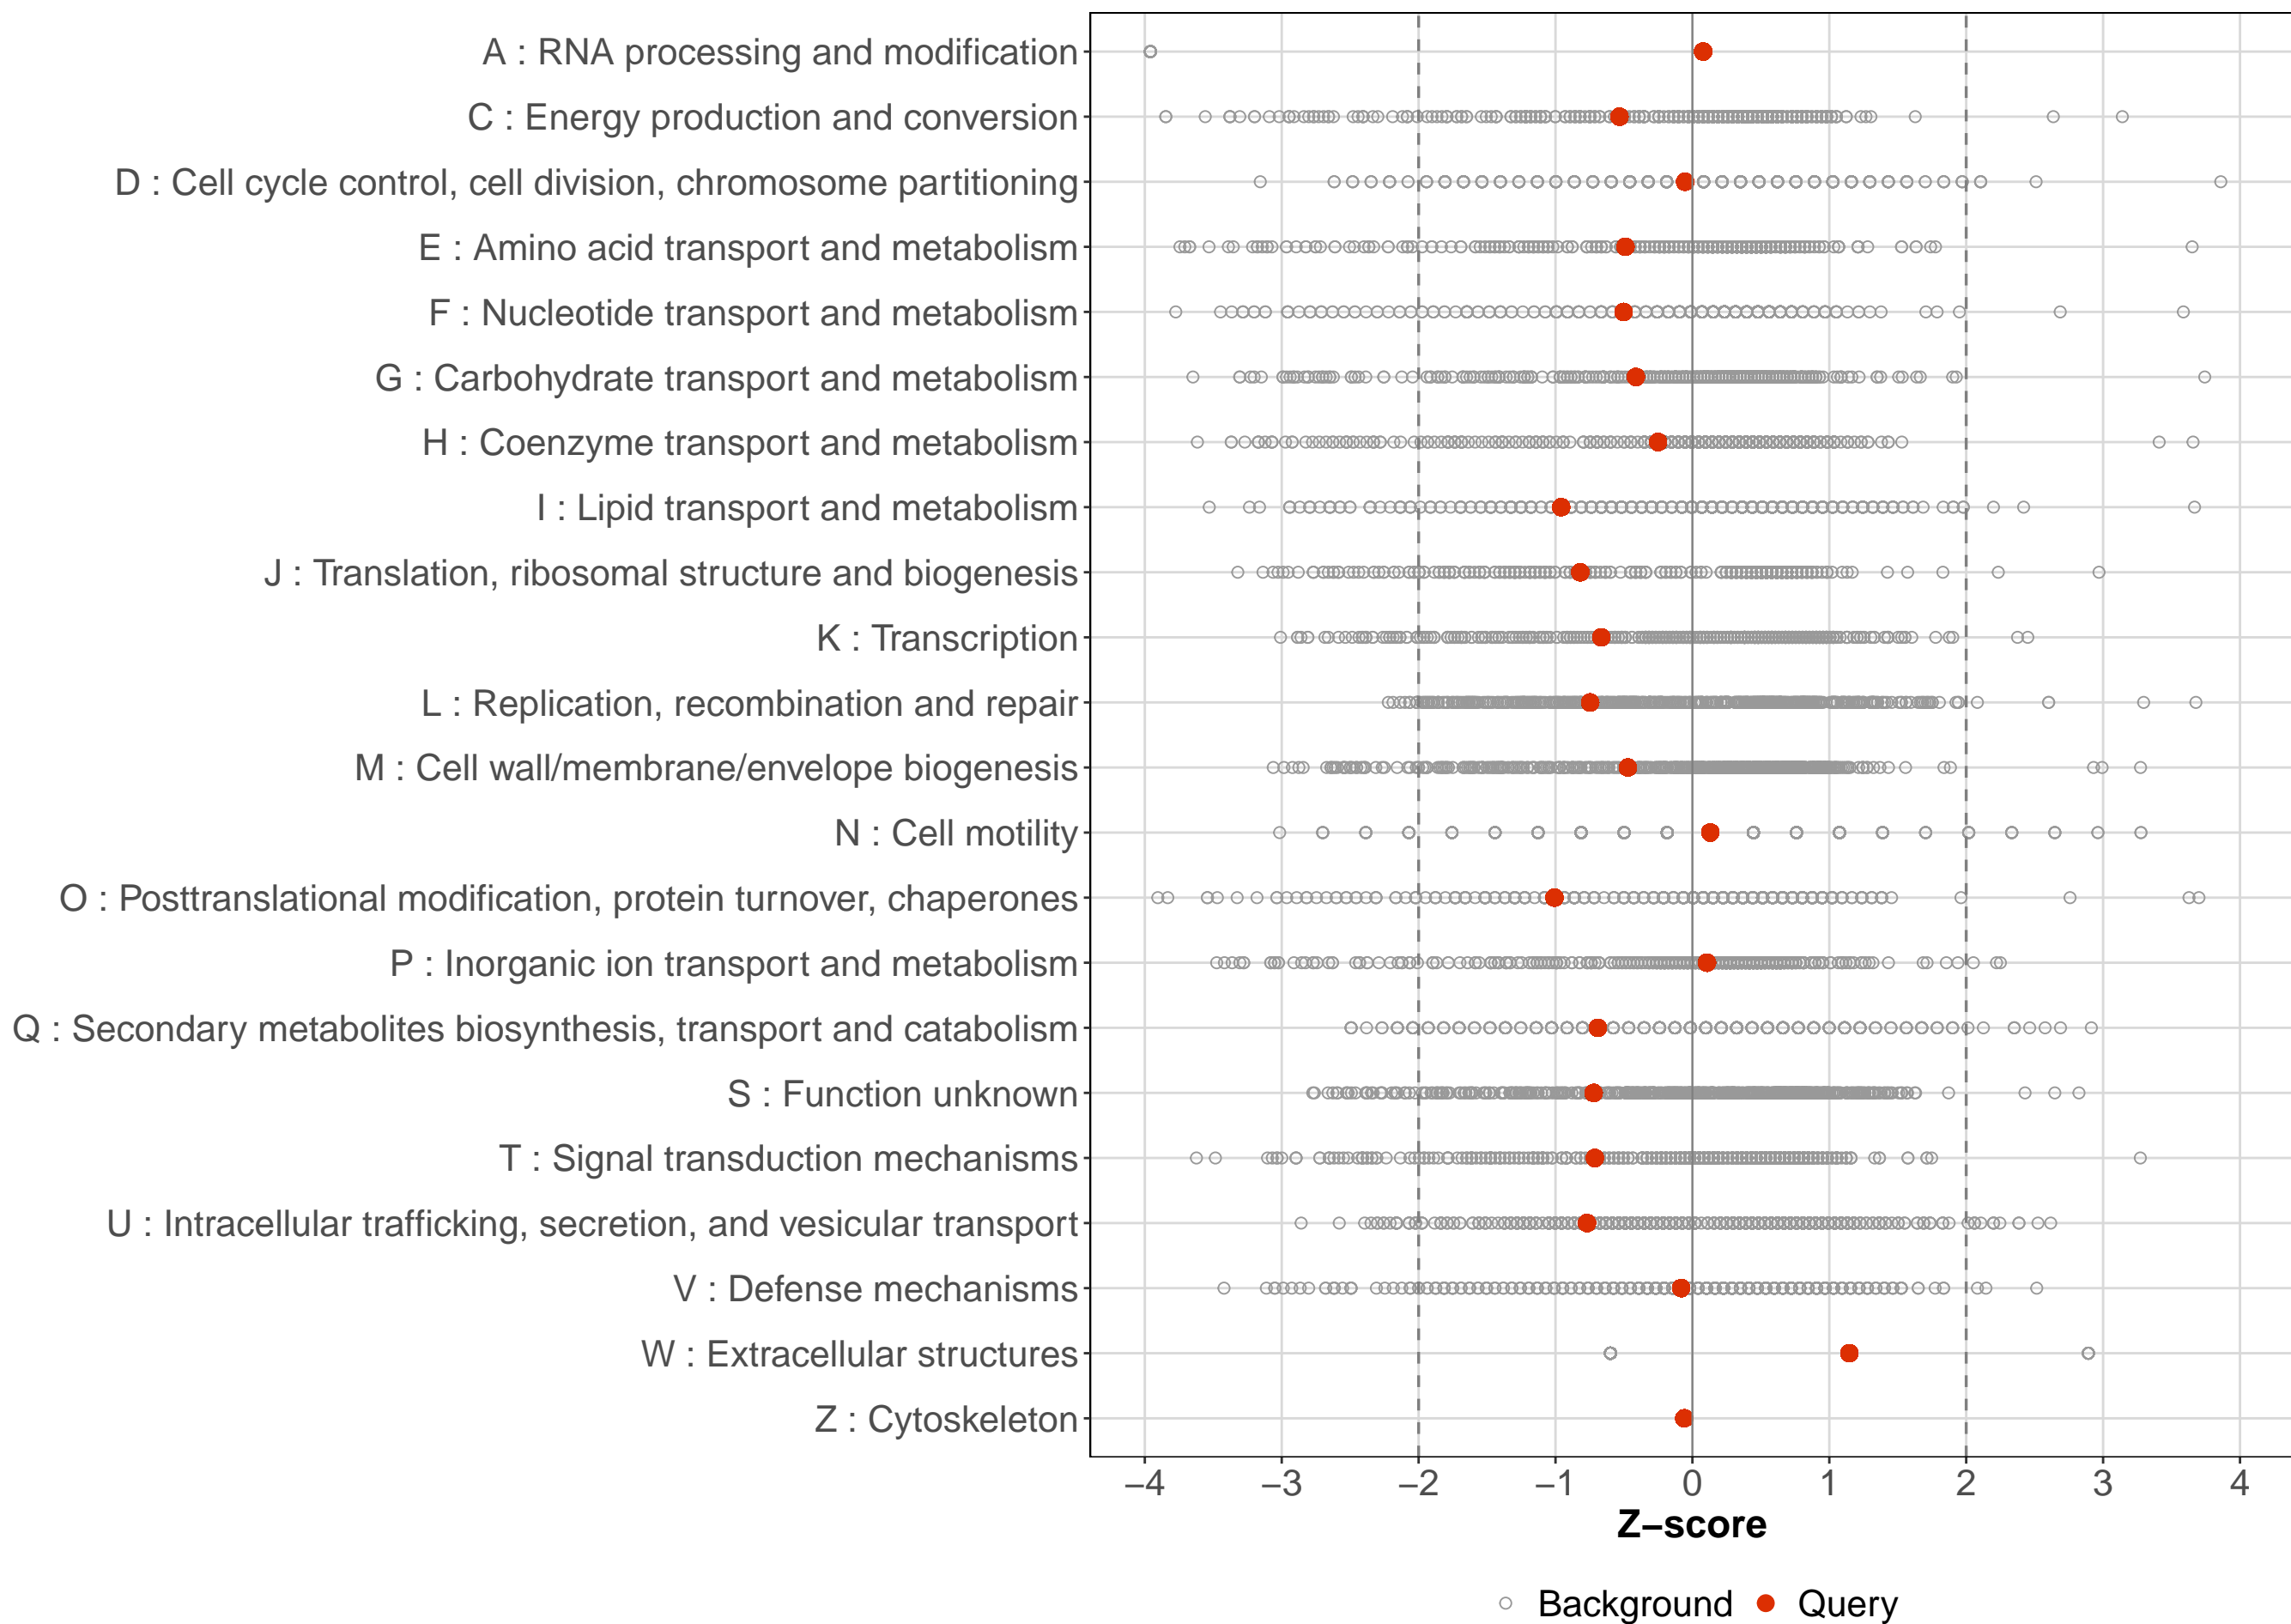 A : RNA processing and modification
C : Energy production and conversion
D : Cell cycle control, cell division, chromosome partitioning
E : Amino acid transport and metabolism
F : Nucleotide transport and metabolism
G : Carbohydrate transport and metabolism
H : Coenzyme transport and metabolism
I : Lipid transport and metabolism
J : Translation, ribosomal structure and biogenesis
K : Transcription
L : Replication, recombination and repair
M : Cell wall/membrane/envelope biogenesis
N : Cell motility
O : Posttranslational modification, protein turnover, chaperones
P : Inorganic ion transport and metabolism
Q : Secondary metabolites biosynthesis, transport and catabolism
S : Function unknown
T : Signal transduction mechanisms
U : Intracellular trafficking, secretion, and vesicular transport
V : Defense mechanisms
W : Extracellular structures
Z : Cytoskeleton
−4 −3 −2 −1 0 1 2 3 4
Z−score
Background Query